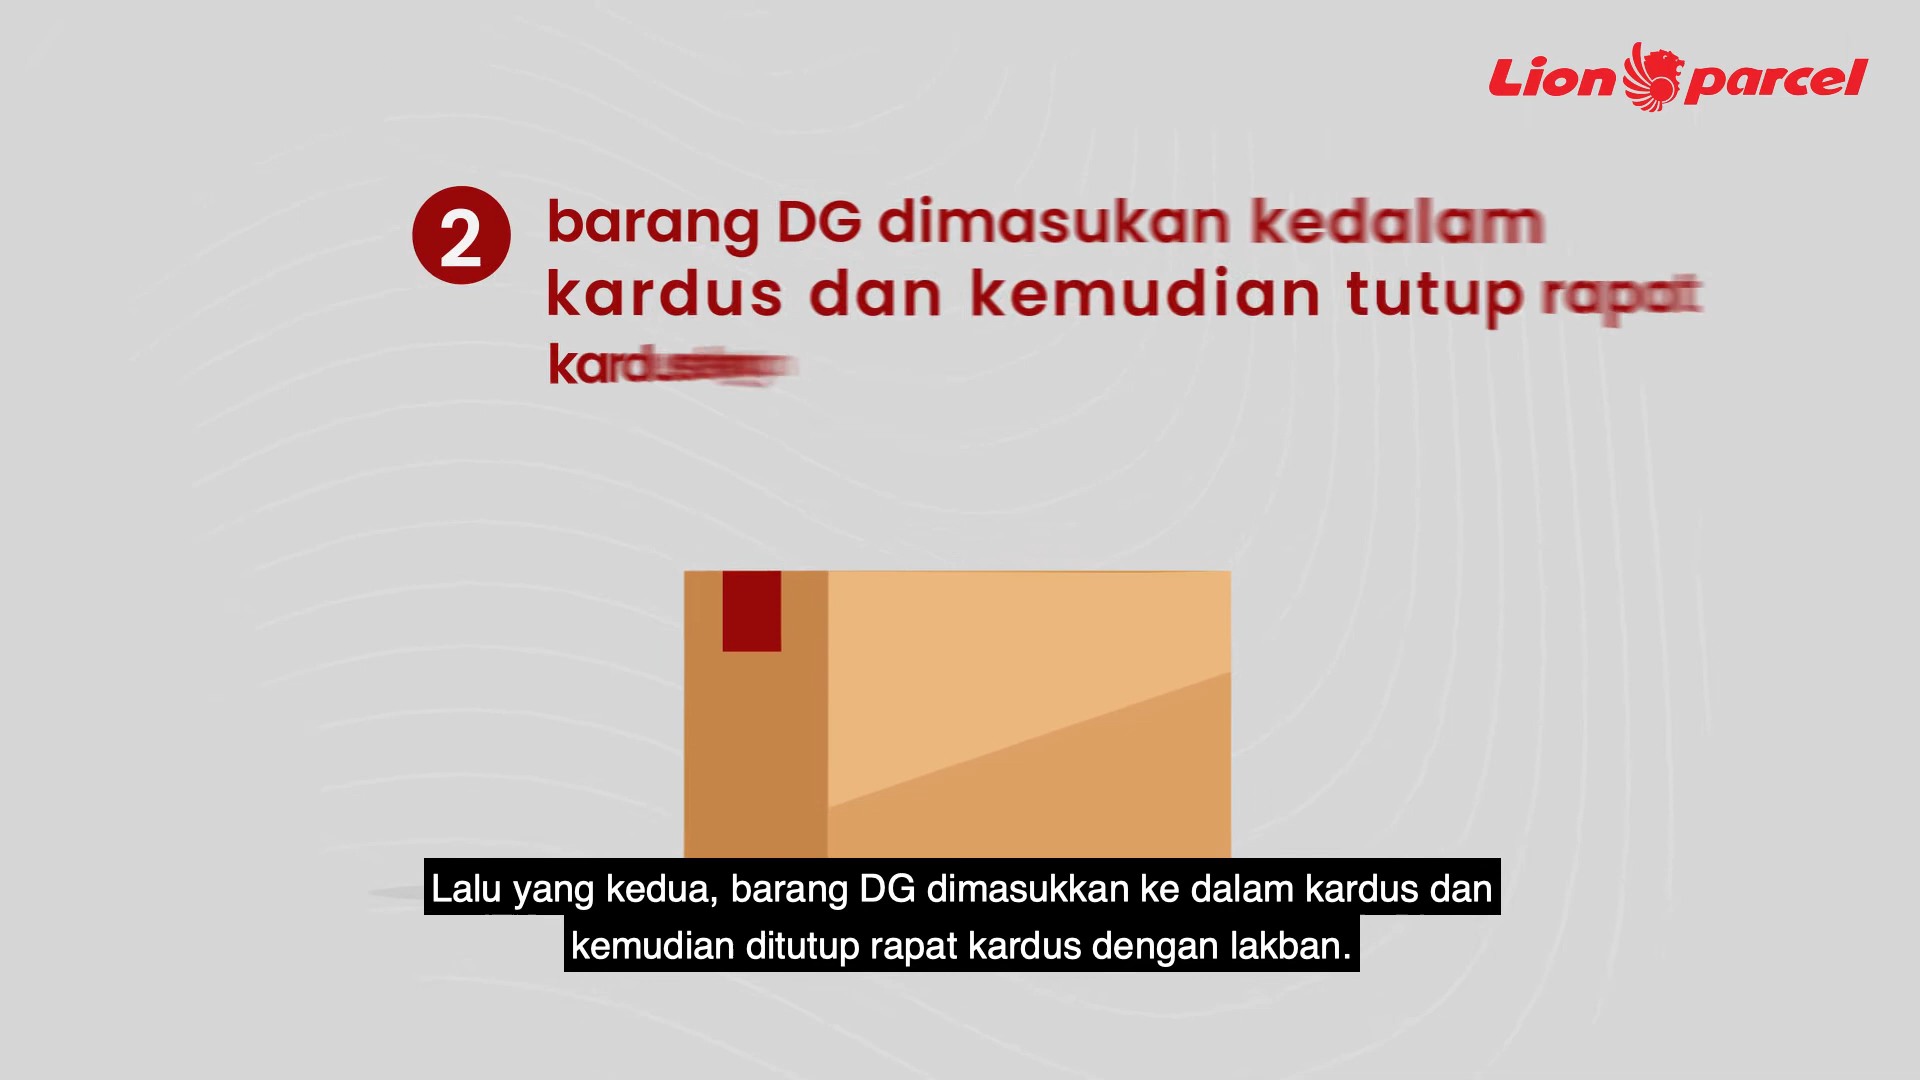 Lion parcel
2 barang DG dimasukan kedalam
kardus dan kemudian tutup rapat
Lalu yang kedua, barang DG dimasukkan ke dalam kardus dan
kemudian ditutup rapat kardus dengan lakban.